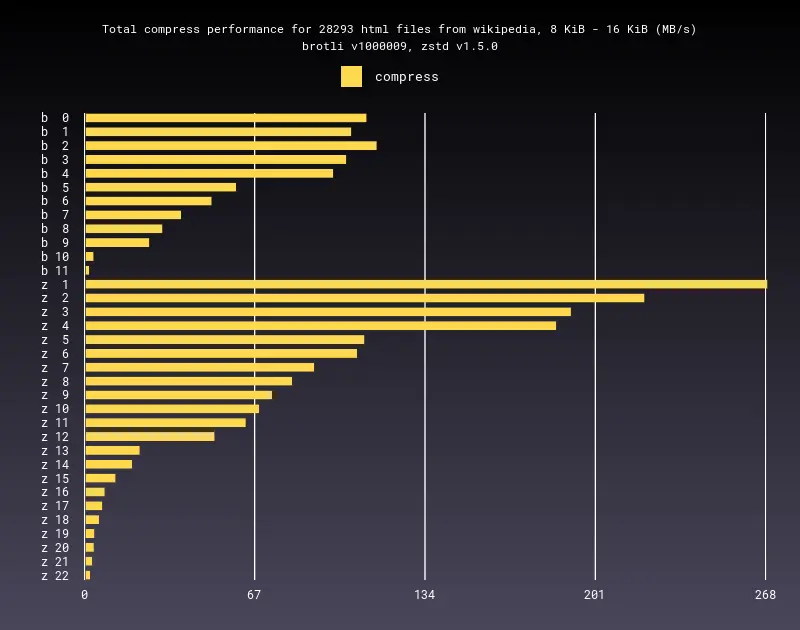 Total compress performance for 28293 html files from wikipedia, 8 KiB - 16 KiB (MB/s)
brotli v1000009, zstd v1.5.0
compress
b 0
b 1
b 2
b 3
b 4
b 5
b 6
b 7
b 8
b 9
b 10
b 11
z 1
z 2
z 3
z 4
z 5
z 6
z 7
z 8
z 9
z 10
z 11
z 12
z 13
z 14
z 15
z 16
z 17
z 18
z 19
z 20
z 21
z 22
0 67 134 201 268